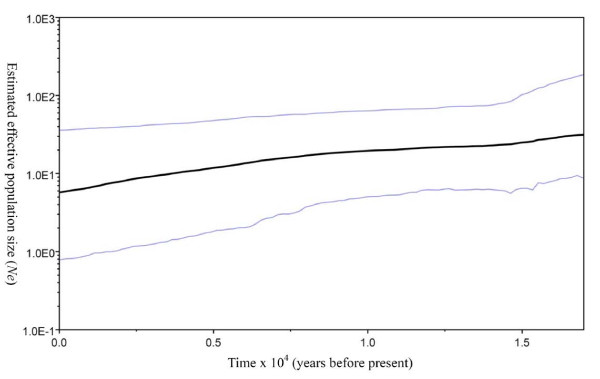 1.0E3
1.0E2
1.0E1
1.0E0
1.0E-1
Estimated effective population
size (Ne)
0.0 0.5 1.0 1.5
Time x 10⁴ (years before present)